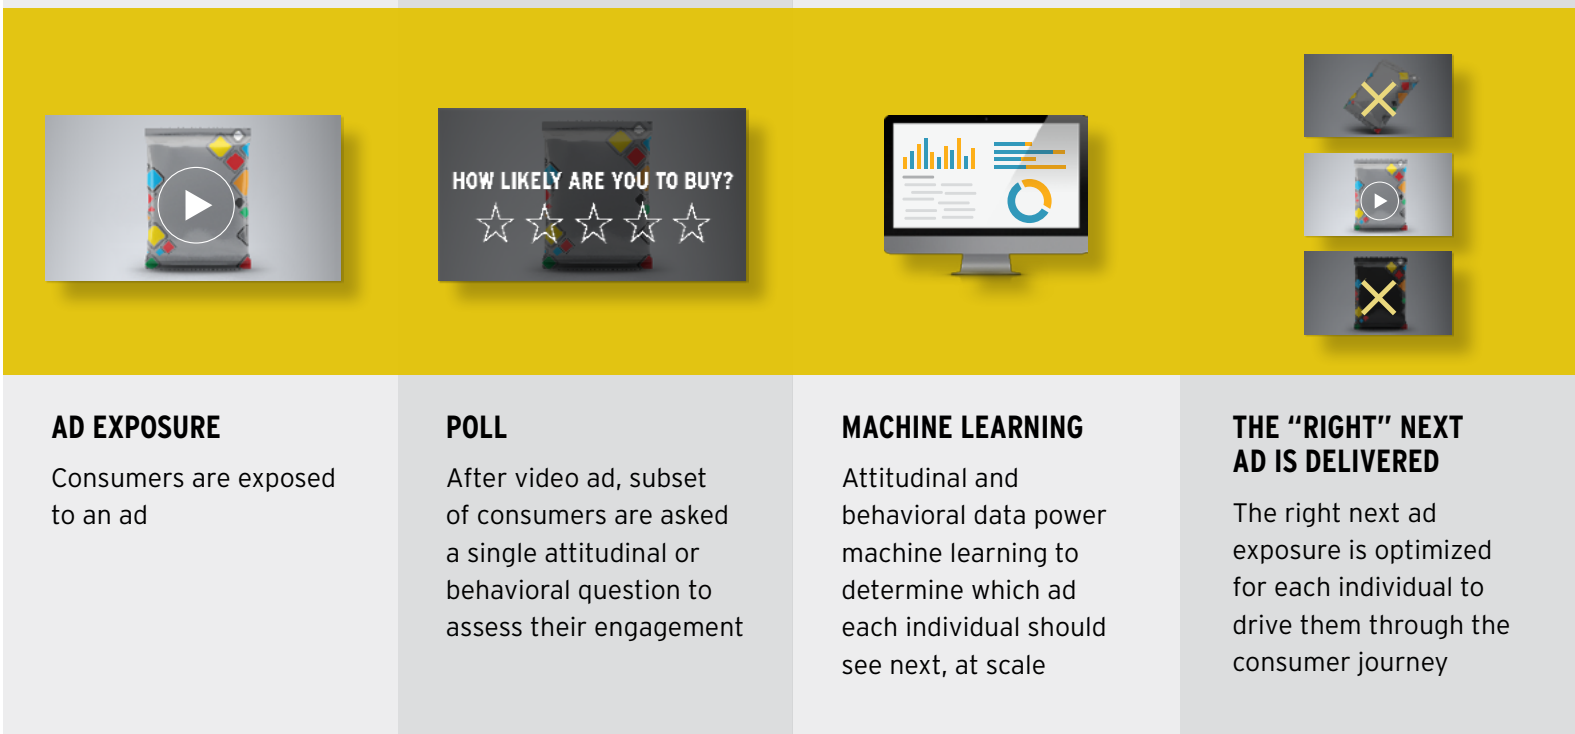 HOW LIKELY ARE YOU TO BUY?
AD EXPOSURE
Consumers are exposed
to an ad
POLL
After video ad, subset
of consumers are asked
a single attitudinal or
behavioral question to
assess their engagement
MACHINE LEARNING
Attitudinal and
behavioral data power
machine learning to
determine which ad
each individual should
see next, at scale
THE “RIGHT” NEXT
AD IS DELIVERED
The right next ad
exposure is optimized
for each individual to
drive them through the
consumer journey